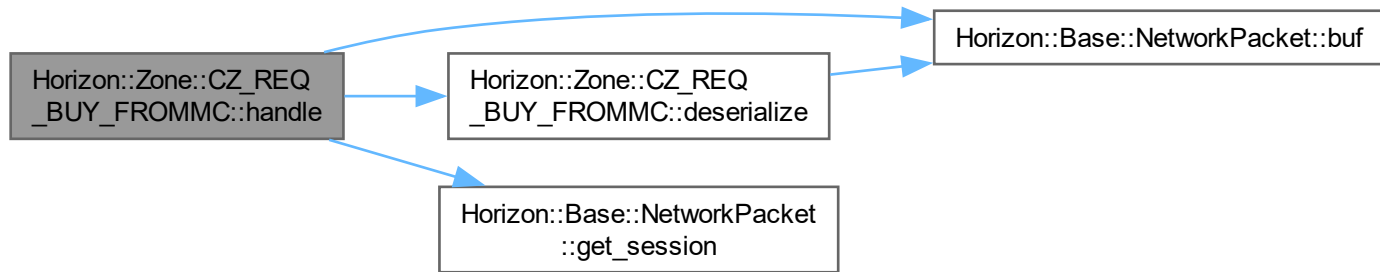 Horizon::Zone::CZ_REQ
_BUY_FROMMC::handle
Horizon::Zone::CZ_REQ
_BUY_FROMMC::deserialize
Horizon::Base::NetworkPacket::buf
Horizon::Base::NetworkPacket
::get_session